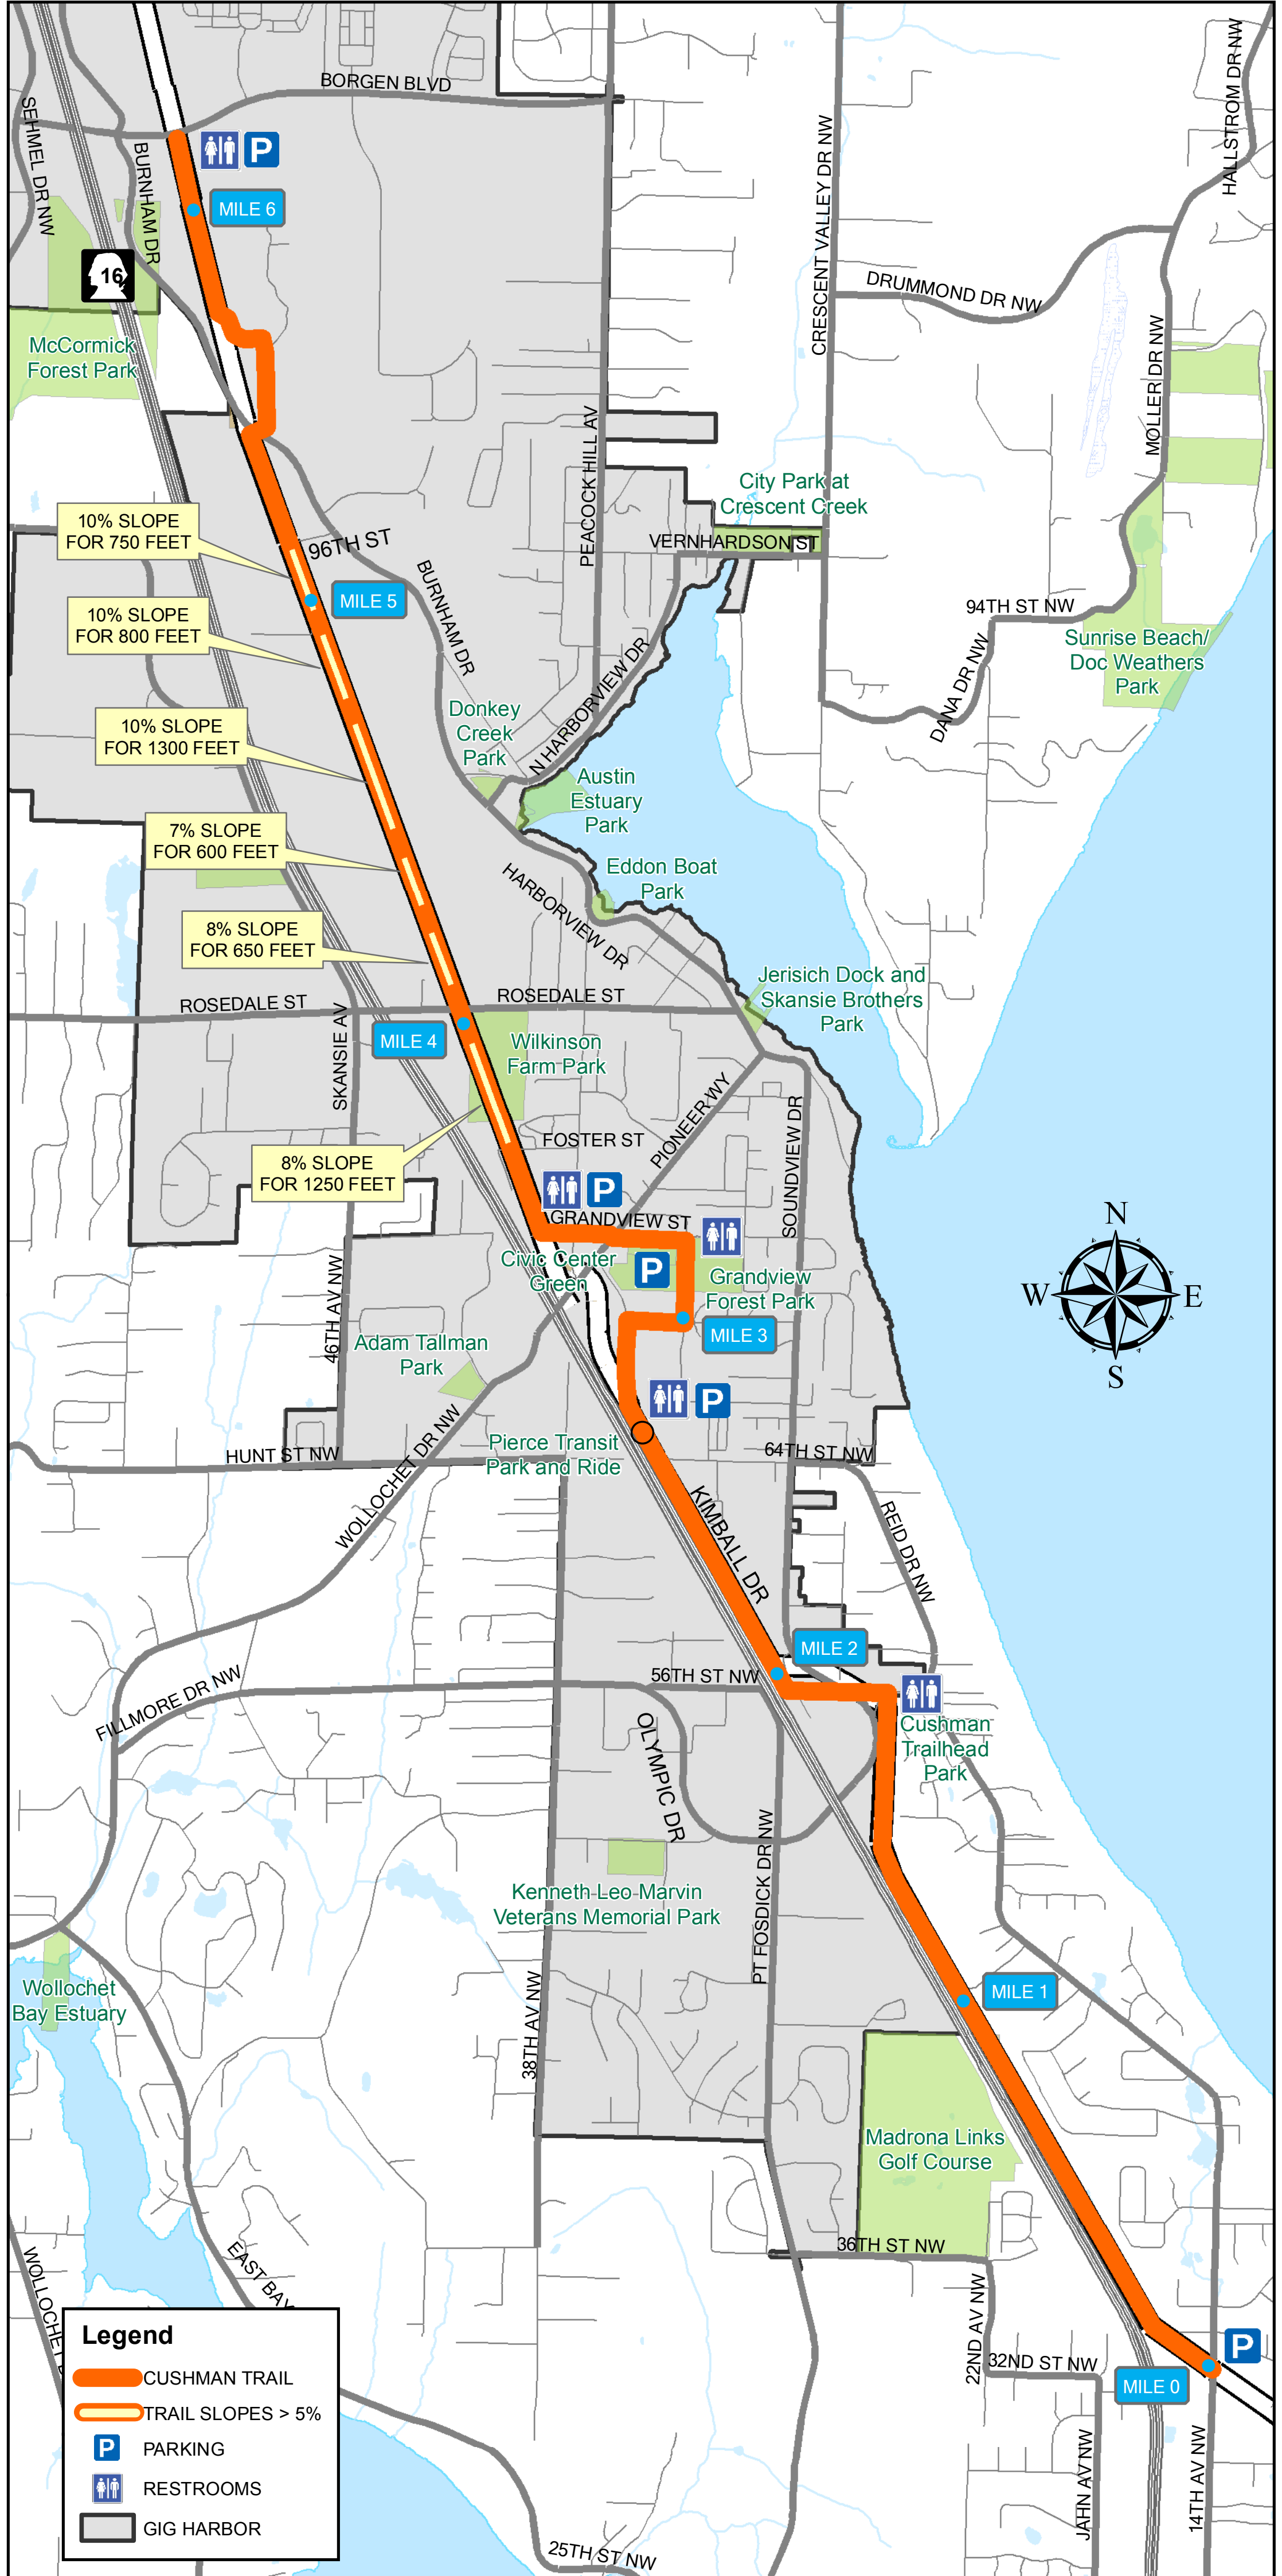 BORGEN BLVD
SEHMEL DR NW
BURNHAM DR
P
MILE 6
16
McCormick
Forest Park
CRESCENT VALLEY DR NW
HALLSTROM DR NW
DRUMMOND DR NW
MOLLER DR NW
PEACOCK HILL AV
City Park at
Crescent Creek
VERNHARDSON ST
10% SLOPE
FOR 750 FEET
96TH ST
MILE 5
BURNHAM DR
10% SLOPE
FOR 800 FEET
94TH ST NW
DANA DR NW
Sunrise Beach/
Doc Weathers
Park
N HARBORVIEW DR
10% SLOPE
FOR 1300 FEET
Donkey
Creek
Park
Austin
Estuary
Park
7% SLOPE
FOR 600 FEET
Eddon Boat
Park
HARBORVIEW DR
8% SLOPE
FOR 650 FEET
Jerisich Dock and
Skansie Brothers
Park
ROSEDALE ST
ROSEDALE ST
SKANSIE AV
MILE 4
Wilkinson
Farm Park
PIONEER WY
SOUNDVIEW DR
FOSTER ST
8% SLOPE
FOR 1250 FEET
P
GRANDVIEW ST
Civic Center
Green
P
Grandview
Forest Park
MILE 3
N
W
E
S
46TH AV NW
Adam Tallman
Park
P
Pierce Transit
Park and Ride
HUNT ST NW
WOLLOCHET DR NW
64TH ST NW
KIMBALL DR
REID DR NW
MILE 2
56TH ST NW
FILLMORE DR NW
OLYMPIC DR
Cushman
Trailhead
Park
PT FOSDICK DR NW
Kenneth Leo Marvin
Veterans Memorial Park
38TH AV NW
MILE 1
Wollochet
Bay Estuary
Madrona Links
Golf Course
36TH ST NW
22ND AV NW
32ND ST NW
P
MILE 0
JAHN AV NW
14TH AV NW
EAST BAY
WOLLOCHET D
25TH ST NW
Legend
CUSHMAN TRAIL
TRAIL SLOPES > 5%
P PARKING
RESTROOMS
GIG HARBOR